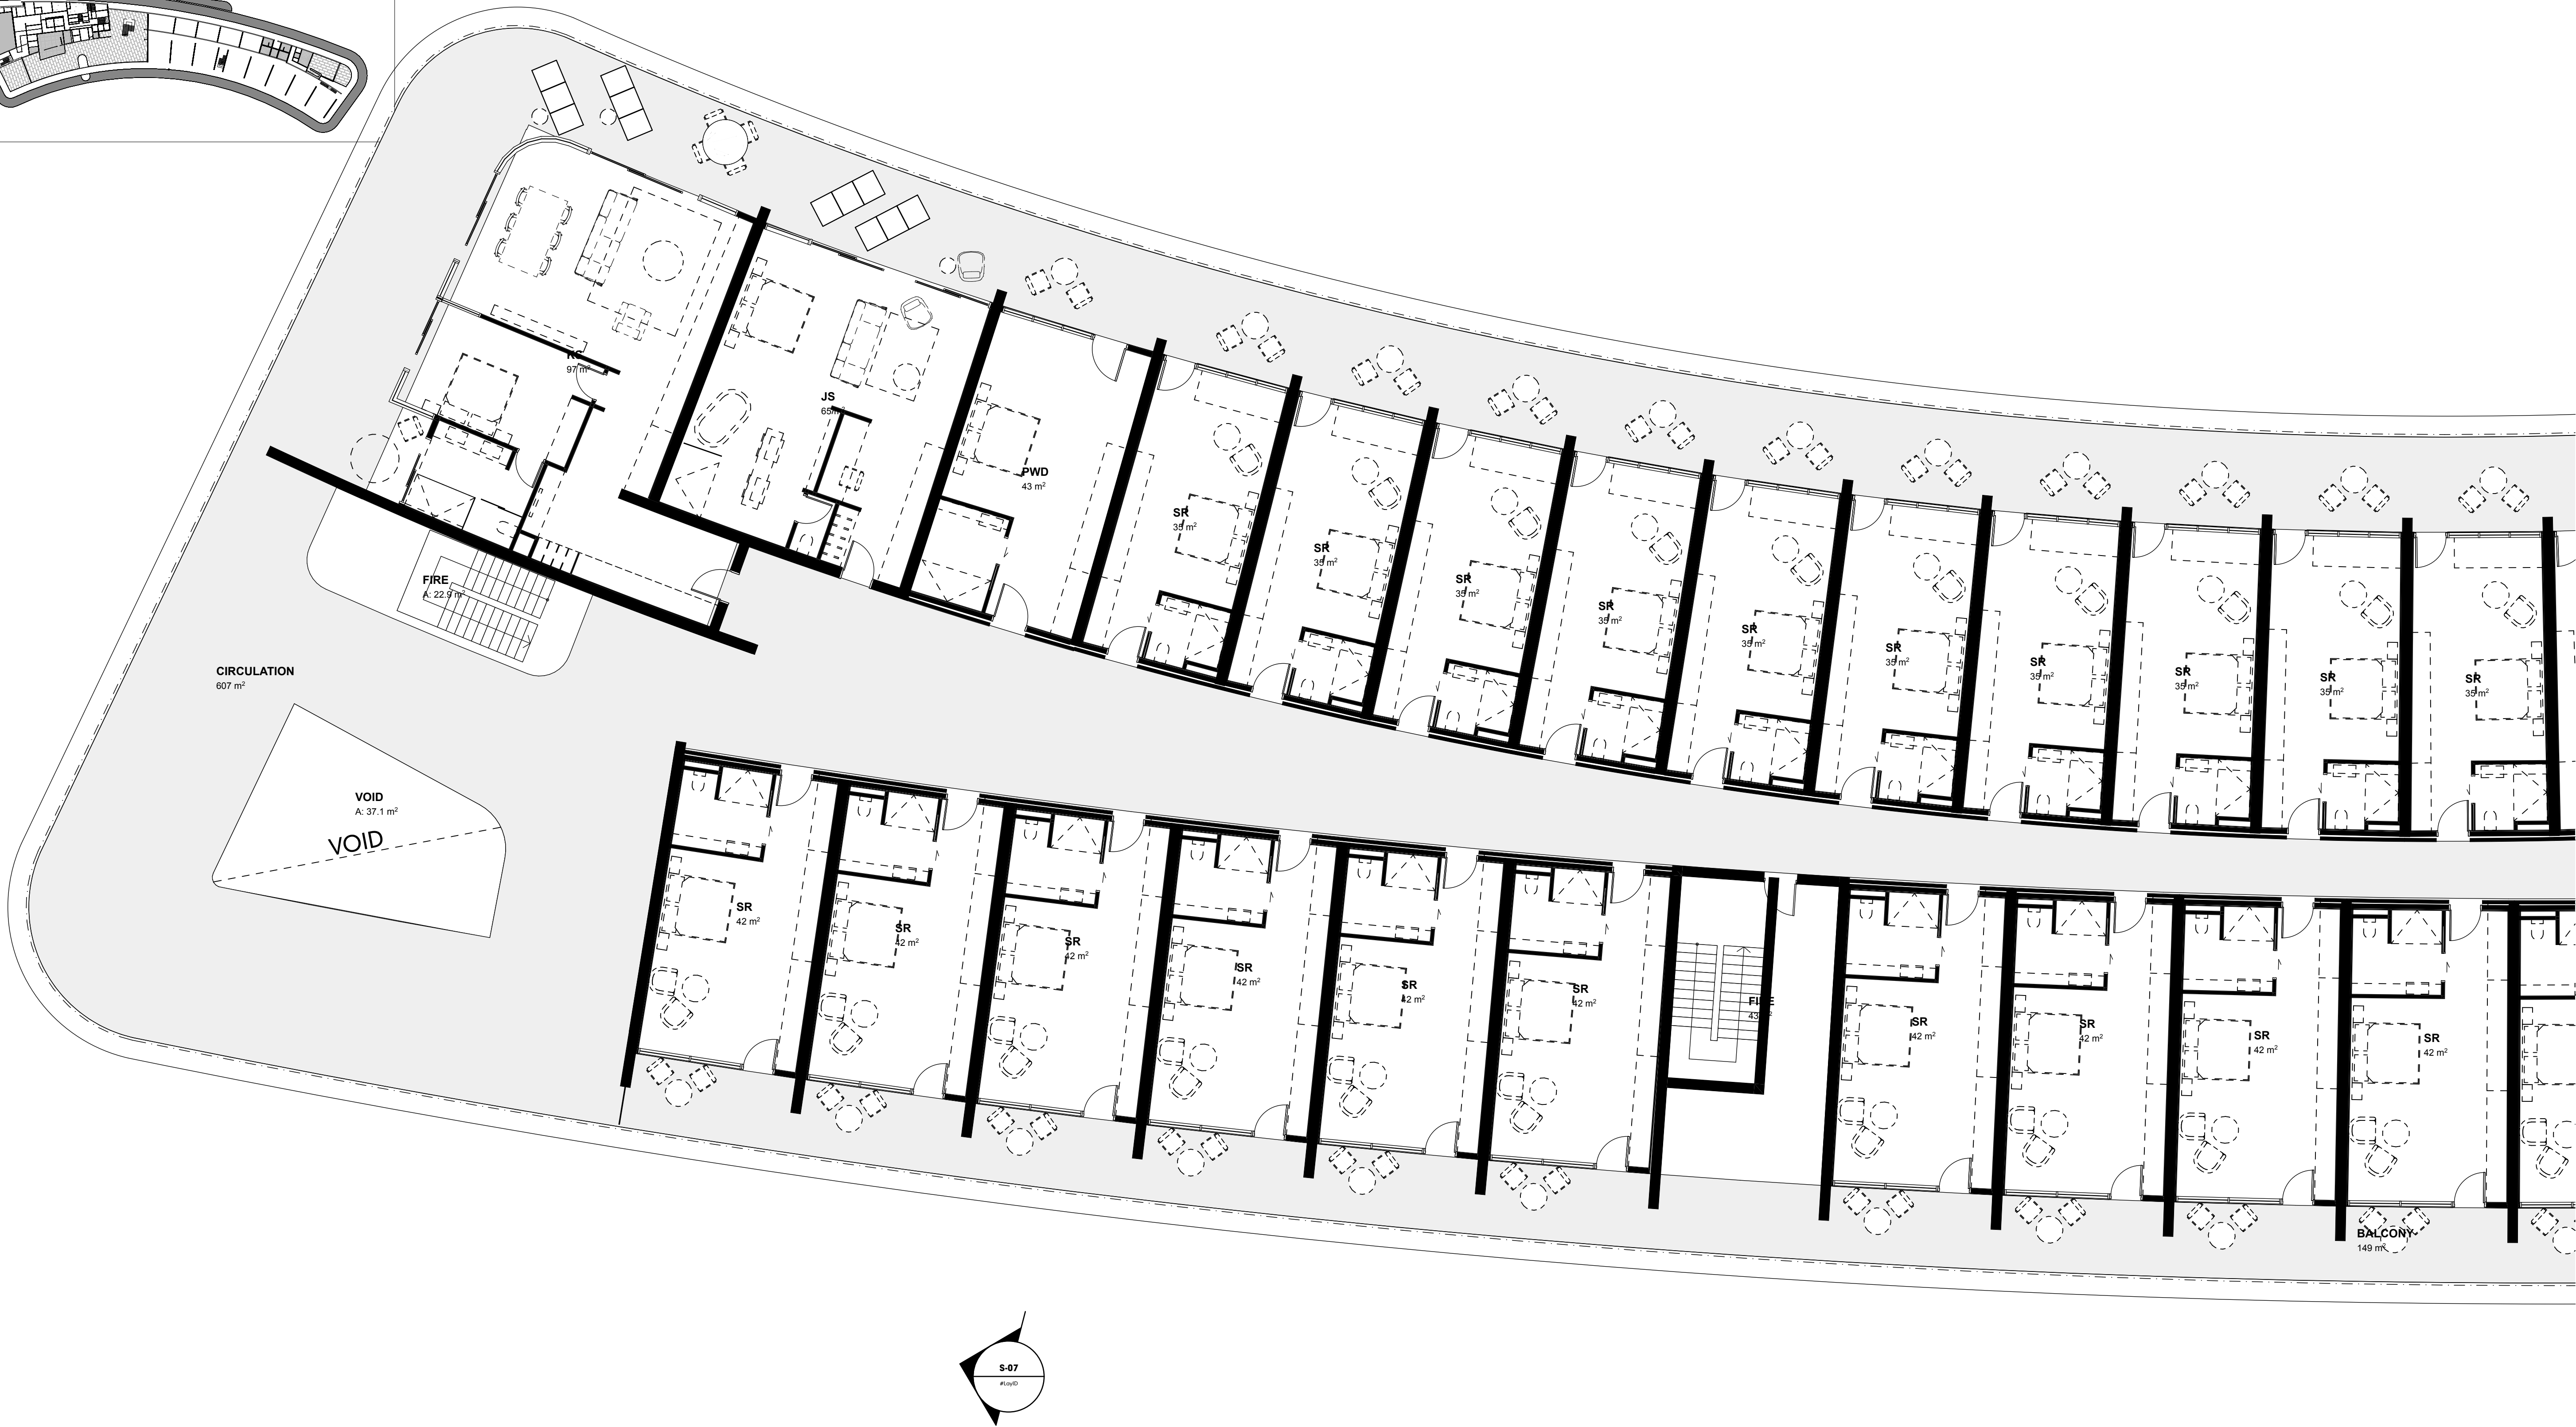 KS
97 m²
JS
65 m²
PWD
43 m²
SR
35 m²
SR
35 m²
SR
35 m²
SR
35 m²
SR
35 m²
SR
35 m²
SR
35 m²
SR
35 m²
SR
35 m²
SR
35 m²
FIRE
A: 22.9 m²
CIRCULATION
607 m²
VOID
A: 37.1 m²
VOID
SR
42 m²
SR
42 m²
SR
42 m²
SR
42 m²
SR
42 m²
SR
42 m²
FIRE
43 m²
SR
42 m²
SR
42 m²
SR
42 m²
SR
42 m²
BALCONY
149 m²
S-07
#LayID